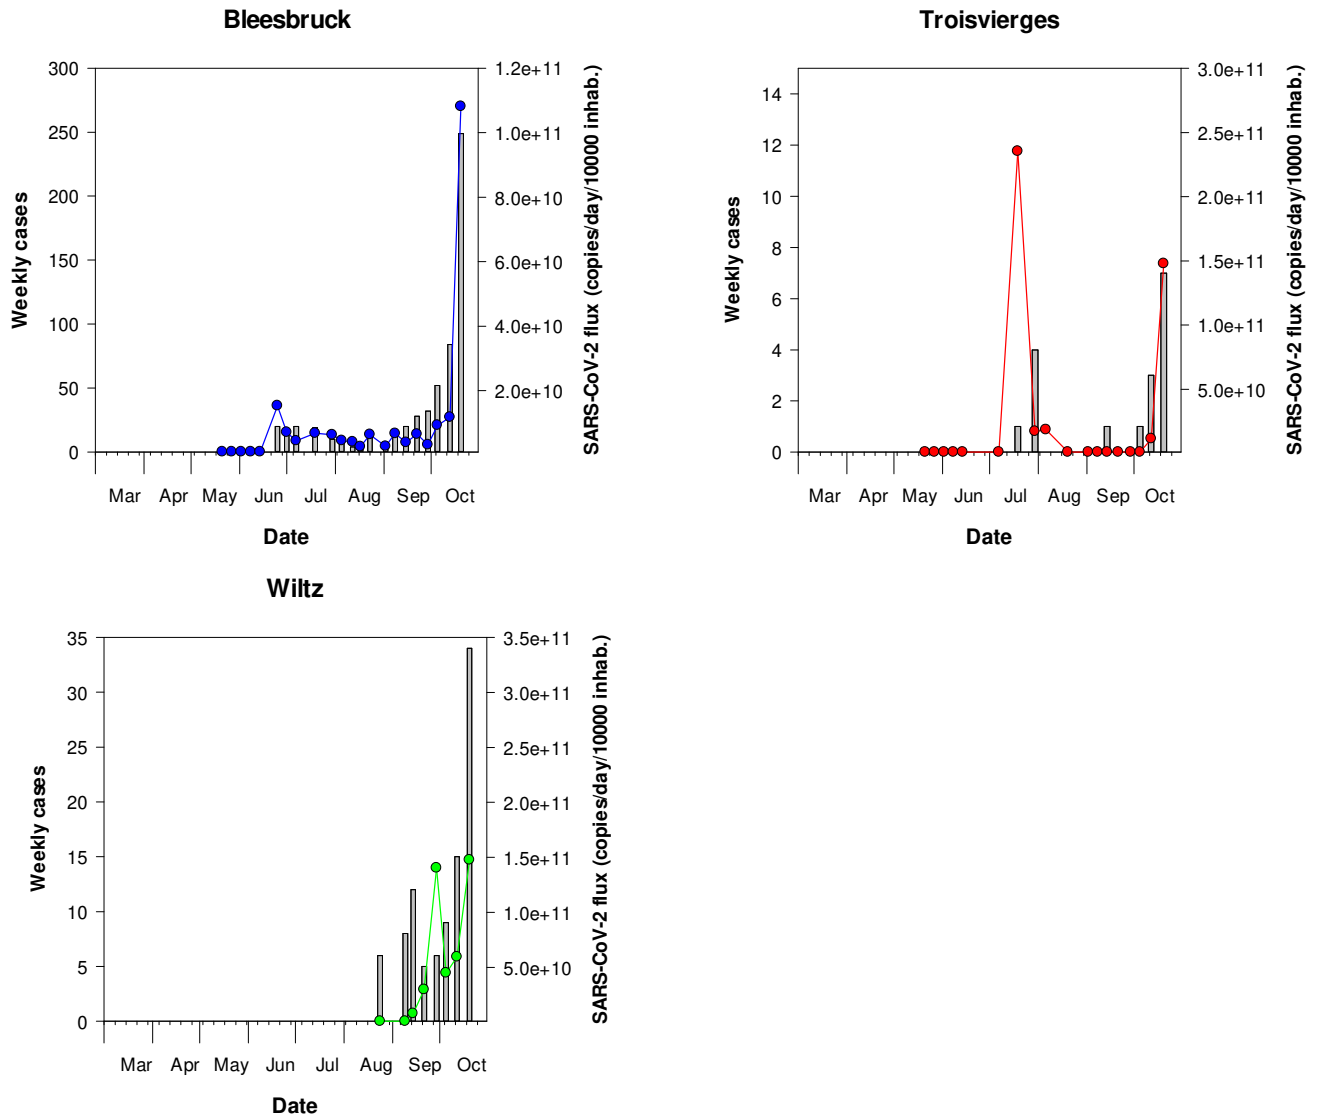 Bleesbruck
300
250
200
150
100
50
0
Weekly cases
1.2e+11
1.0e+11
8.0e+10
6.0e+10
4.0e+10
2.0e+10
SARS-CoV-2 flux (copies/day/10000 inhab.)
Mar Apr May Jun Jul Aug Sep Oct
Date
Troisvierges
14
12
10
8
6
4
2
0
Weekly cases
3.0e+11
2.5e+11
2.0e+11
1.5e+11
1.0e+11
5.0e+10
SARS-CoV-2 flux (copies/day/10000 inhab.)
Mar Apr May Jun Jul Aug Sep Oct
Date
Wiltz
35
30
25
20
15
10
5
0
Weekly cases
3.5e+11
3.0e+11
2.5e+11
2.0e+11
1.5e+11
1.0e+11
5.0e+10
SARS-CoV-2 flux (copies/day/10000 inhab.)
Mar Apr May Jun Jul Aug Sep Oct
Date